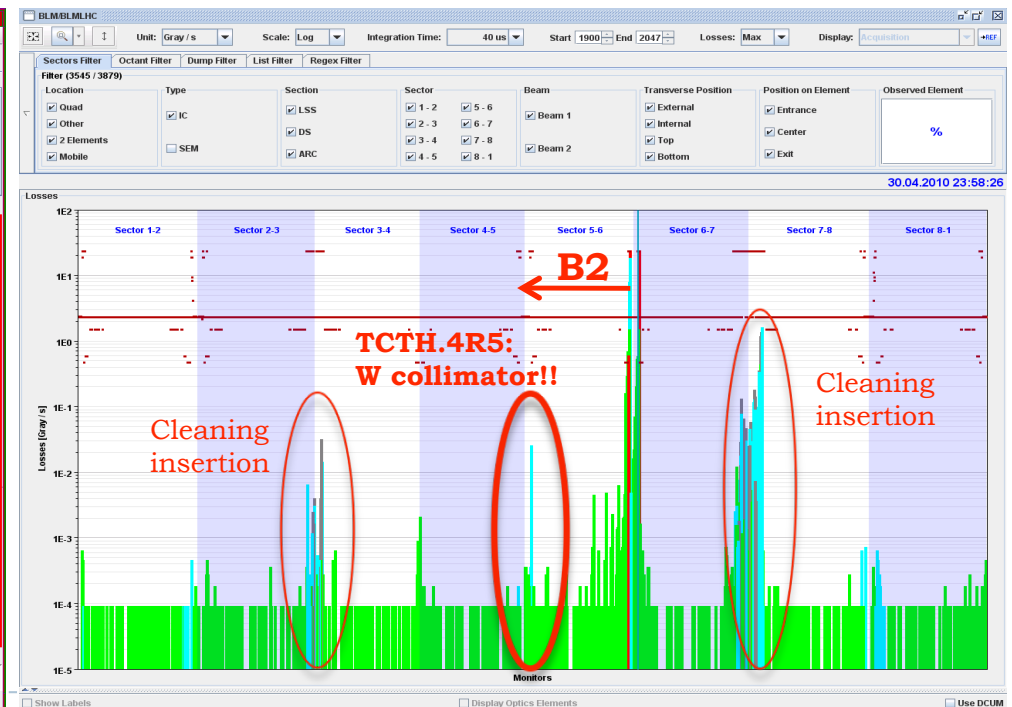 BLM/BLMLHC
Unit: Gray / s Scale: Log Integration Time: 40 us Start 1900 End 2047 Losses: Max Display: Acquisition REF
Sectors Filter Octant Filter Dump Filter List Filter Regex Filter
Filter (3545 / 3879)
Location Type Section Sector Beam Transverse Position Position on Element Observed Element
Quad IC LSS 1 - 2 5 - 6 Beam 1 External Entrance %
Other DS 2 - 3 6 - 7 Internal Center
2 Elements SEM 3 - 4 7 - 8 Beam 2 Top
Mobile ARC 4 - 5 8 - 1 Bottom Exit
30.04.2010 23:58:26
Losses
1E2
Sector 1-2 Sector 2-3 Sector 3-4 Sector 4-5 Sector 5-6 Sector 6-7 Sector 7-8 Sector 8-1
B2
1E1
TCTH.4R5:
W collimator!!
1E0
Cleaning
insertion
1E-1
Cleaning
insertion
Losses [Gray / s]
1E-2
1E-3
1E-4
1E-5
Monitors
Show Labels Display Optics Elements Use DCUM